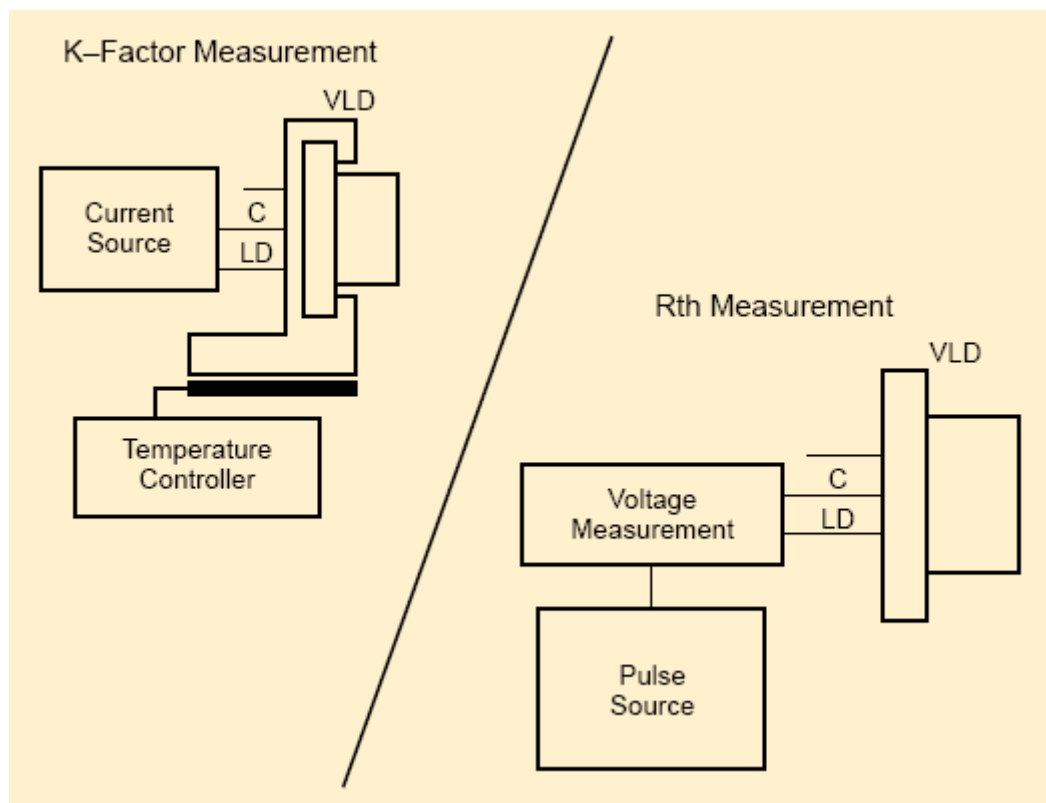 K–Factor Measurement
VLD
Current
Source
C
LD
Temperature
Controller
Rth Measurement
VLD
Voltage
Measurement
C
LD
Pulse
Source